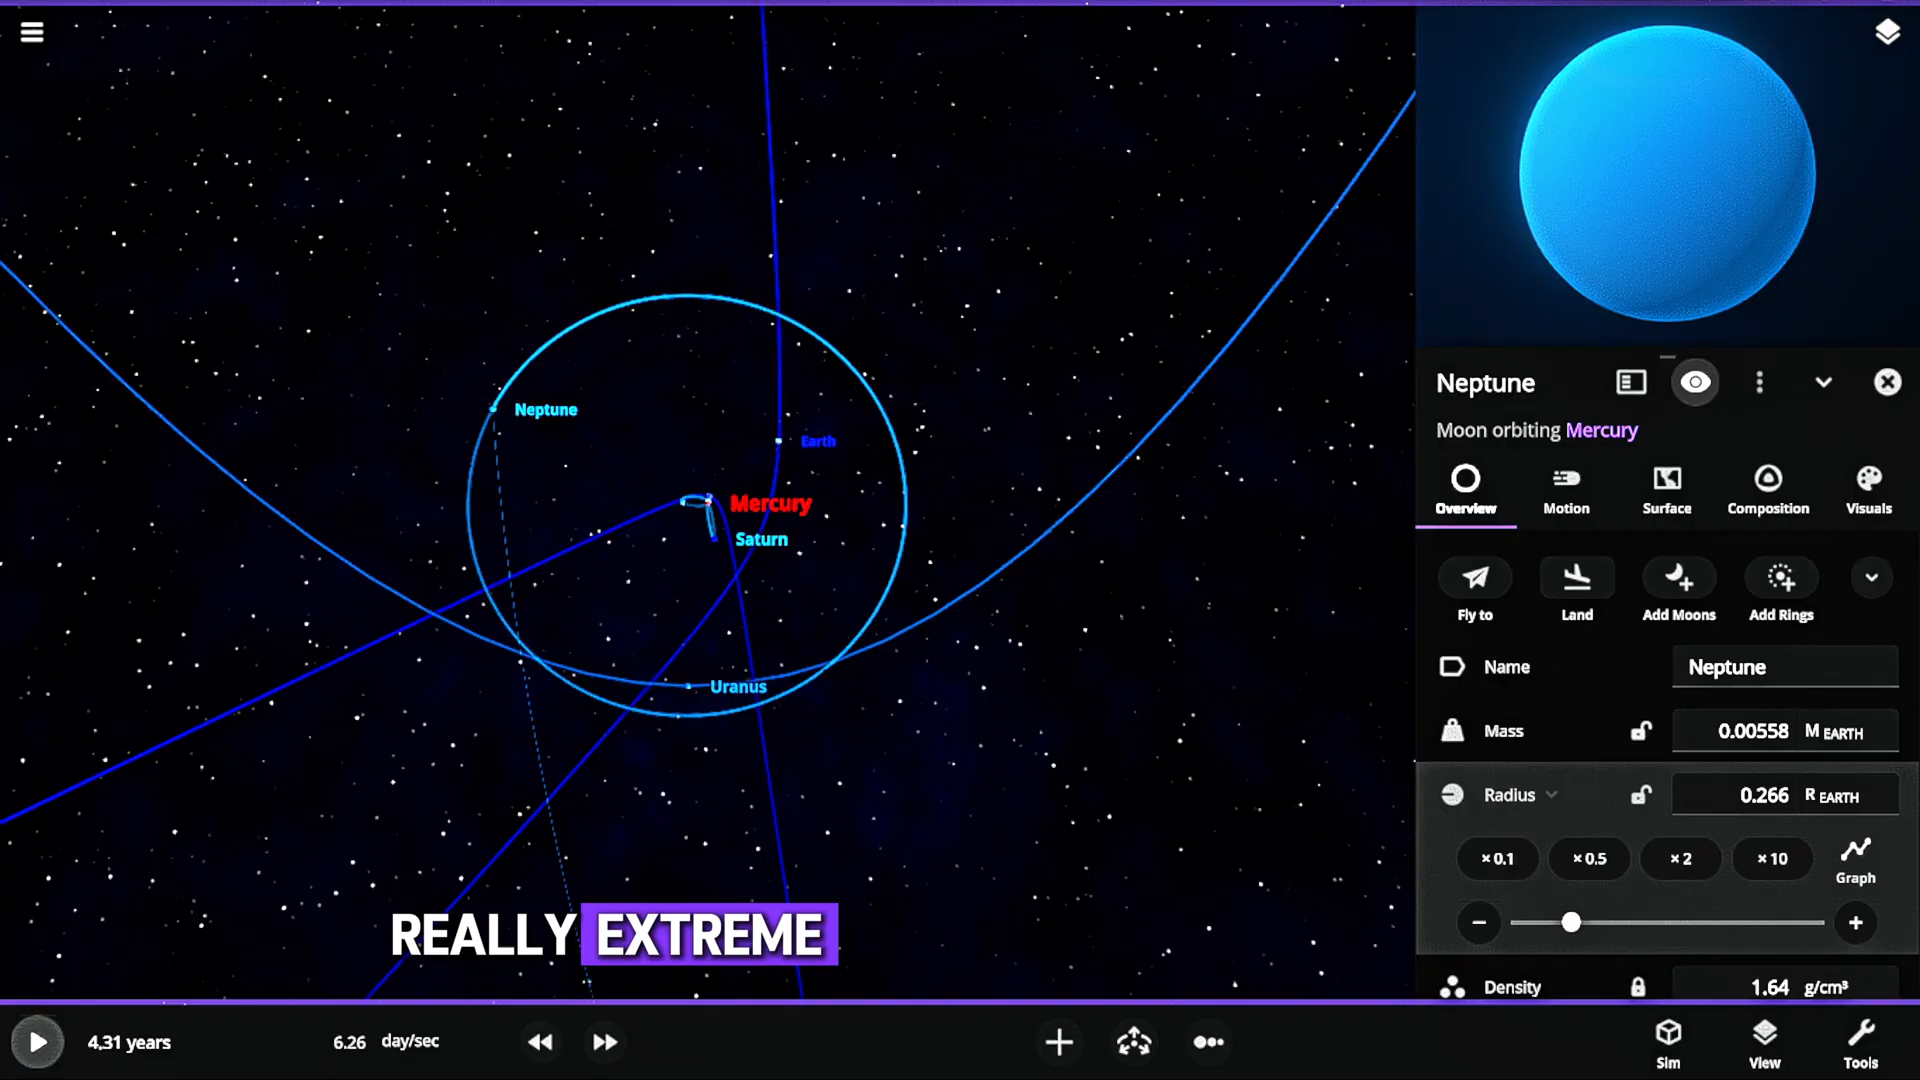 Neptune
Earth
Mercury
Saturn
Uranus
REALLY EXTREME
Neptune
Moon orbiting Mercury
Overview Motion Surface Composition Visuals
Fly to Land Add Moons Add Rings
Name Neptune
Mass 0.00558 M EARTH
Radius 0.266 R EARTH
×0.1 ×0.5 ×2 ×10 Graph
Density 1.64 g/cm³
4.31 years 6.26 day/sec
Sim View Tools